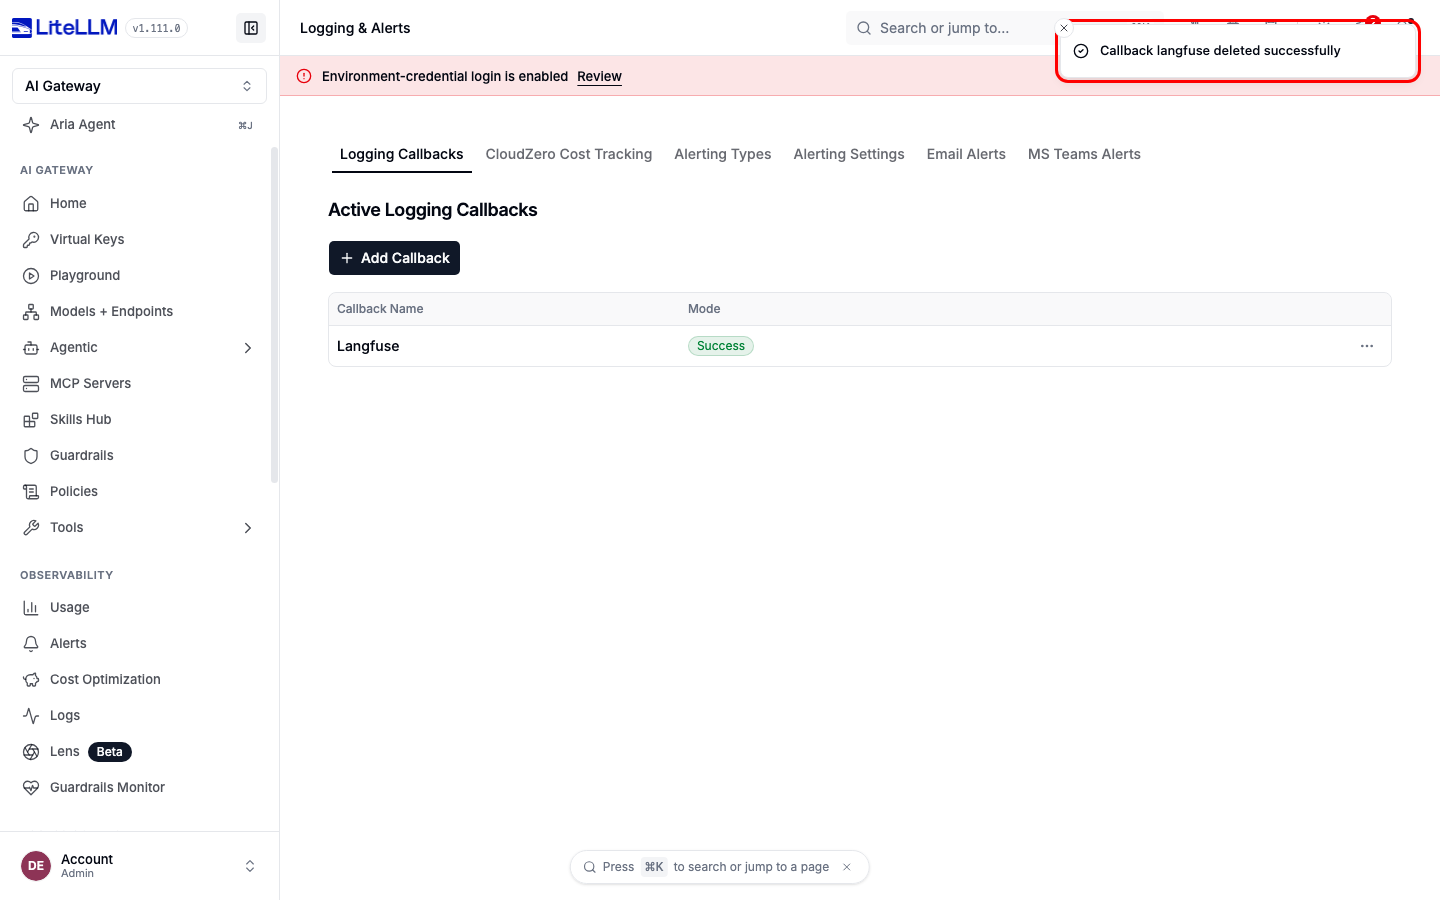 LiteLLM v1.111.0
AI Gateway
Aria Agent ⌘J
AI GATEWAY
Home
Virtual Keys
Playground
Models + Endpoints
Agentic
MCP Servers
Skills Hub
Guardrails
Policies
Tools
OBSERVABILITY
Usage
Alerts
Cost Optimization
Logs
Lens Beta
Guardrails Monitor
DE Account
Admin
Logging & Alerts
Search or jump to...
Callback langfuse deleted successfully
Environment-credential login is enabled Review
Logging Callbacks CloudZero Cost Tracking Alerting Types Alerting Settings Email Alerts MS Teams Alerts
Active Logging Callbacks
+ Add Callback
Callback Name Mode
Langfuse Success
Press ⌘K to search or jump to a page